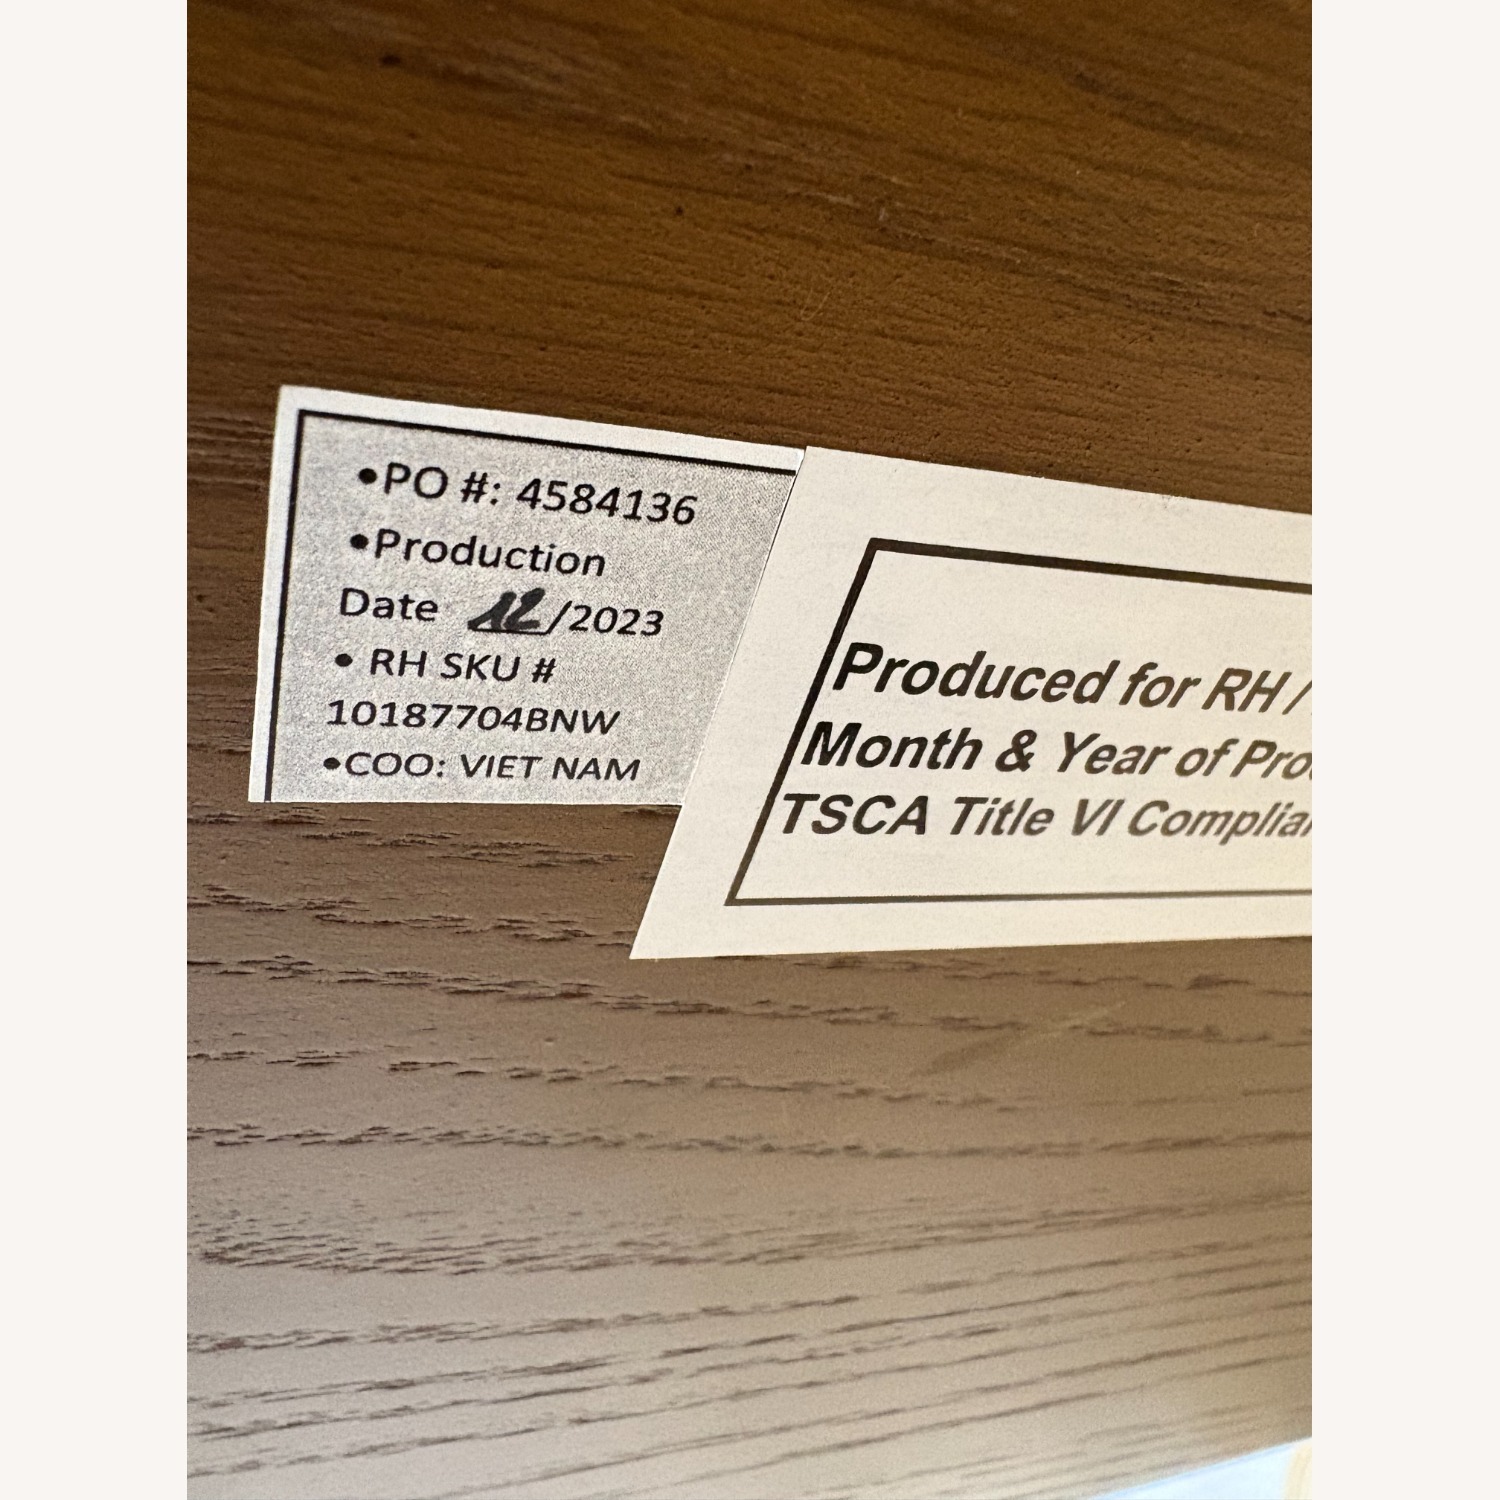 •PO #: 4584136
•Production
Date 12/2023
• RH SKU #
10187704BNW
•COO: VIET NAM
Produced for RH /
Month & Year of Pro
TSCA Title VI Complian